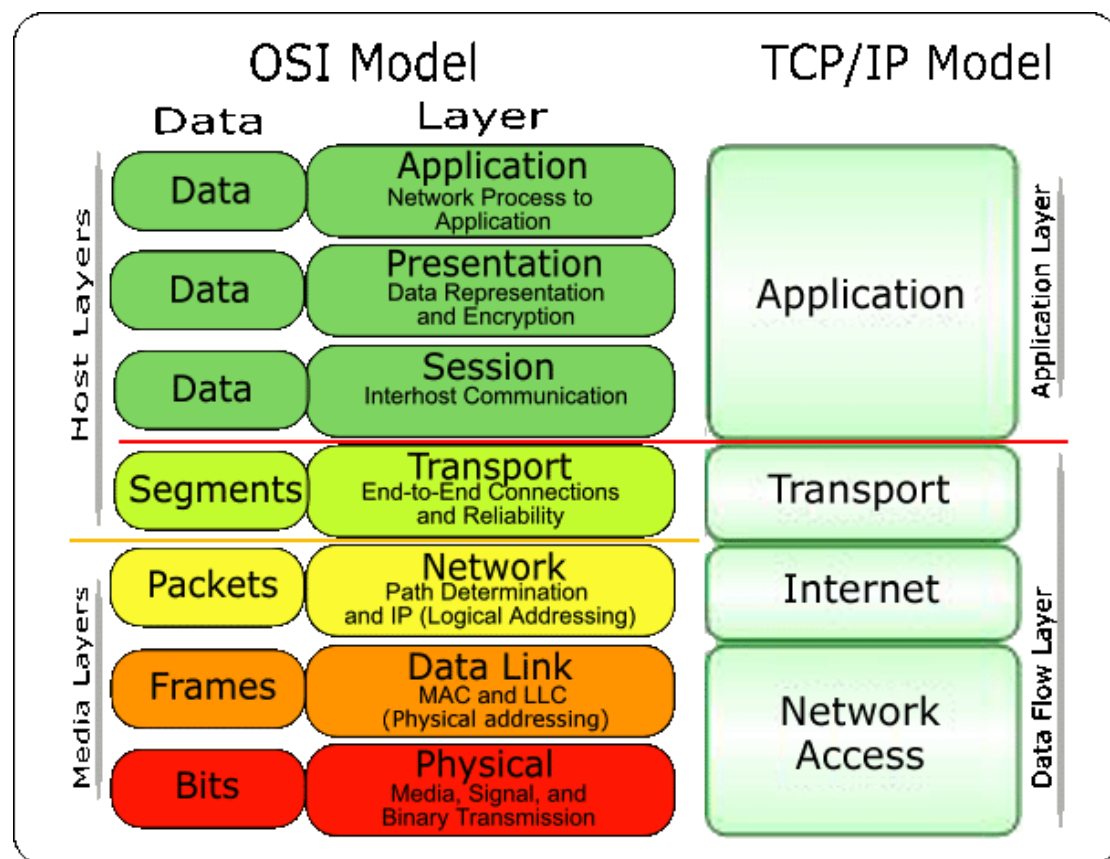 OSI Model
TCP/IP Model
Data
Layer
Host Layers
Data
Application
Network Process to
Application
Data
Presentation
Data Representation
and Encryption
Data
Session
Interhost Communication
Application
Application Layer
Segments
Transport
End-to-End Connections
and Reliability
Transport
Media Layers
Packets
Network
Path Determination
and IP (Logical Addressing)
Internet
Frames
Data Link
MAC and LLC
(Physical addressing)
Bits
Physical
Media, Signal, and
Binary Transmission
Network
Access
Data Flow Layer